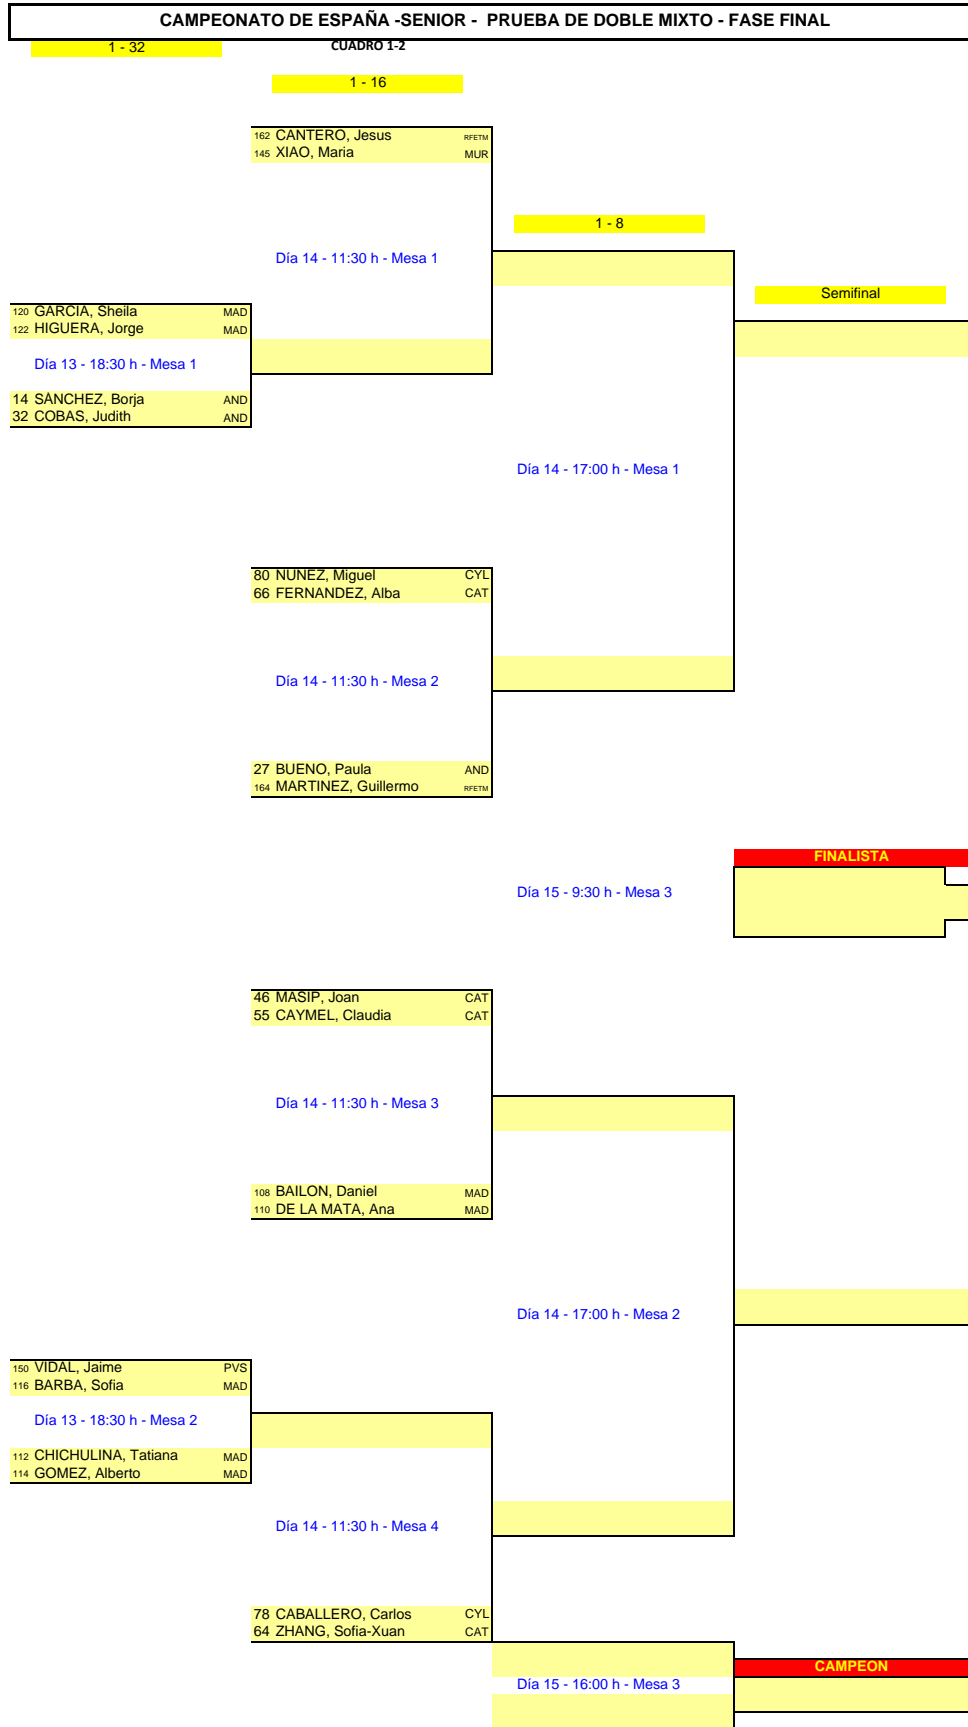 CAMPEONATO DE ESPAÑA -SENIOR - PRUEBA DE DOBLE MIXTO - FASE FINAL
1 - 32
CUADRO 1-2
1 - 16
162 CANTERO, Jesus RFETM
145 XIAO, Maria MUR
1 - 8
Día 14 - 11:30 h - Mesa 1
Semifinal
120 GARCIA, Sheila MAD
122 HIGUERA, Jorge MAD
Día 13 - 18:30 h - Mesa 1
14 SÁNCHEZ, Borja AND
32 COBAS, Judith AND
Día 14 - 17:00 h - Mesa 1
80 NUÑEZ, Miguel CYL
66 FERNANDEZ, Alba CAT
Día 14 - 11:30 h - Mesa 2
27 BUENO, Paula AND
164 MARTINEZ, Guillermo RFETM
FINALISTA
Día 15 - 9:30 h - Mesa 3
46 MASIP, Joan CAT
55 CAYMEL, Claudia CAT
Día 14 - 11:30 h - Mesa 3
108 BAILON, Daniel MAD
110 DE LA MATA, Ana MAD
Día 14 - 17:00 h - Mesa 2
150 VIDAL, Jaime PVS
116 BARBA, Sofia MAD
Día 13 - 18:30 h - Mesa 2
112 CHICHULINA, Tatiana MAD
114 GOMEZ, Alberto MAD
Día 14 - 11:30 h - Mesa 4
78 CABALLERO, Carlos CYL
64 ZHANG, Sofia-Xuan CAT
CAMPEON
Día 15 - 16:00 h - Mesa 3